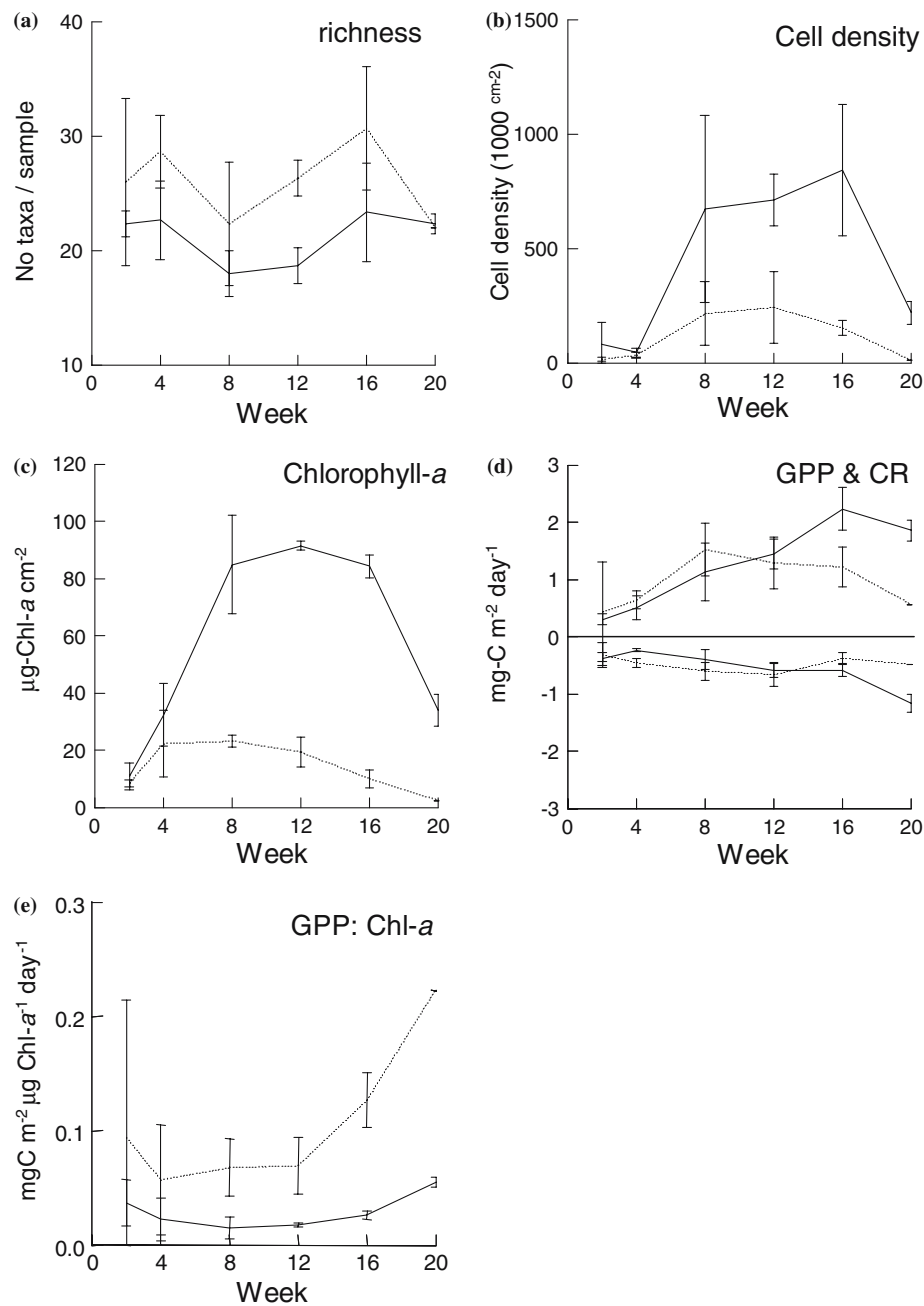 (a)
richness
40
30
20
10
No taxa / sample
0 4 8 12 16 20
Week
(b)
Cell density
1500
1000
500
0
Cell density (1000 cm-2)
0 4 8 12 16 20
Week
(c)
Chlorophyll-a
120
100
80
60
40
20
0
µg-Chl-a cm-2
0 4 8 12 16 20
Week
(d)
GPP & CR
3
2
1
0
-1
-2
-3
mg-C m-2 day-1
0 4 8 12 16 20
Week
(e)
GPP: Chl-a
0.3
0.2
0.1
0.0
mgC m-2 µg Chl-a-1 day-1
0 4 8 12 16 20
Week